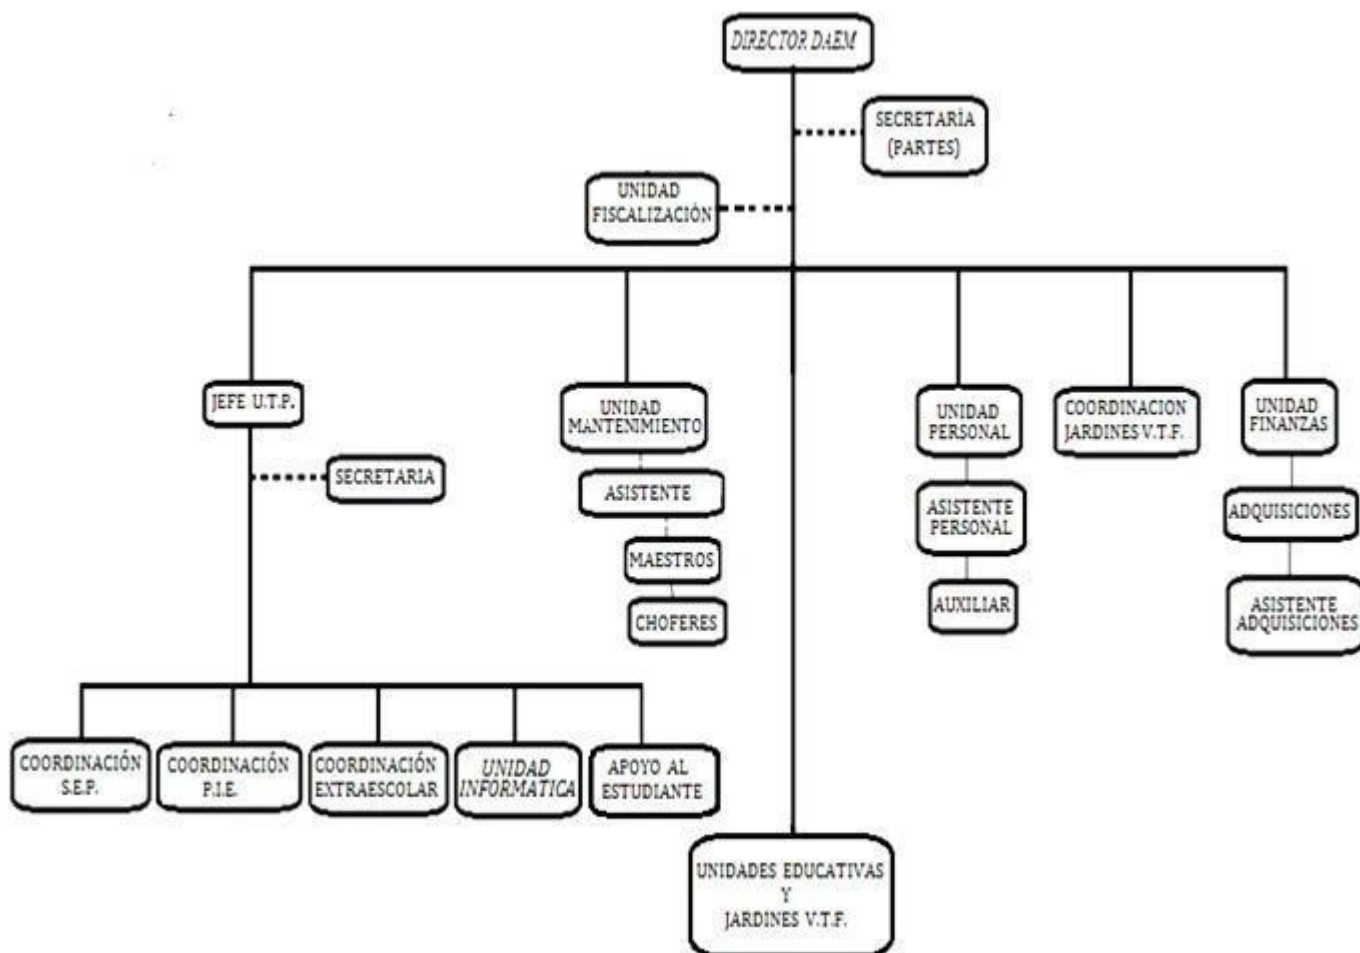 DIRECTOR DAEM
SECRETARÍA
(PARTES)
UNIDAD
FISCALIZACIÓN
JEFE U.T.P.
UNIDAD
MANTENIMIENTO
UNIDAD
PERSONAL
COORDINACION
JARDINES V.T.F.
UNIDAD
FINANZAS
SECRETARIA
ASISTENTE
ASISTENTE
PERSONAL
ADQUISICIONES
MAESTROS
AUXILIAR
ASISTENTE
ADQUISICIONES
CHOFERES
COORDINACIÓN
S.E.P.
COORDINACIÓN
P.I.E.
COORDINACIÓN
EXTRAESCOLAR
UNIDAD
INFORMATICA
APOYO AL
ESTUDIANTE
UNIDADES EDUCATIVAS
Y
JARDINES V.T.F.